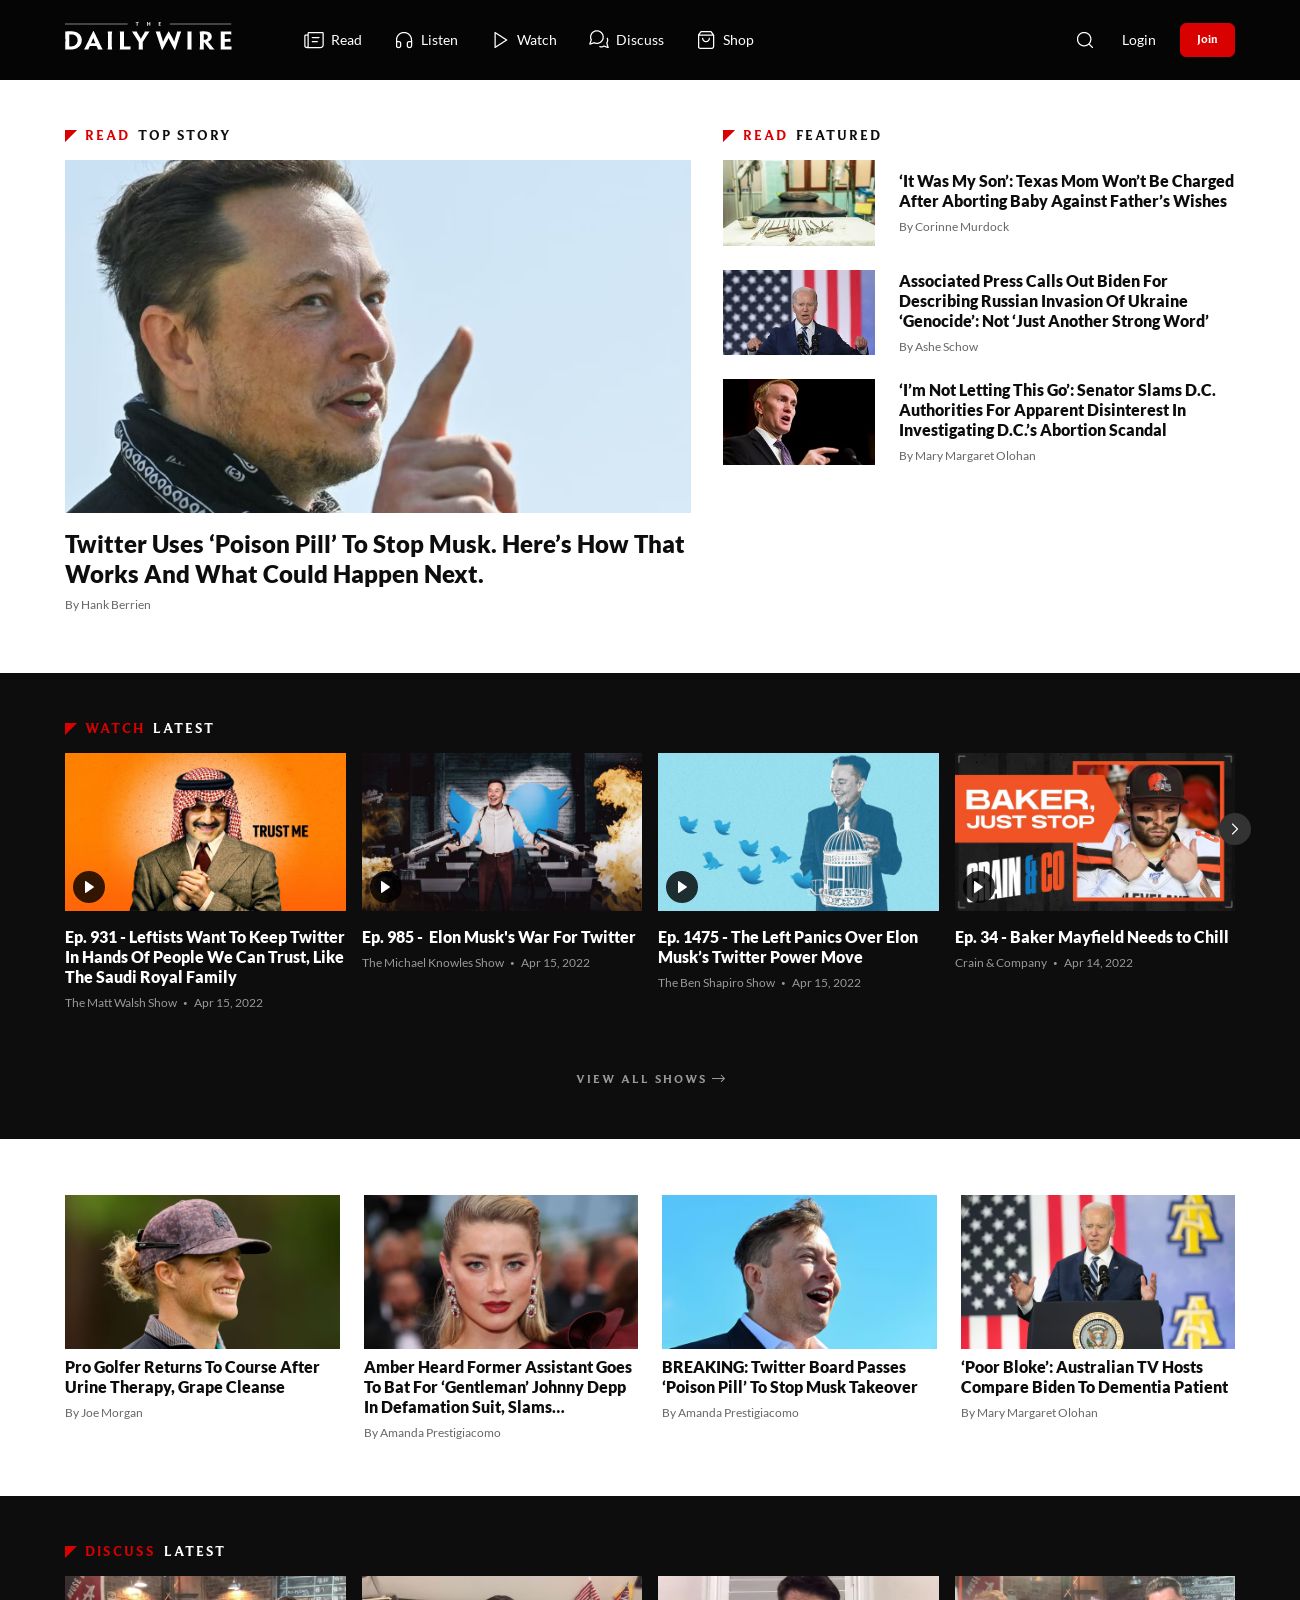 THE
DAILYWIRE
Read
Listen
Watch
Discuss
Shop
Login
Join
READ TOP STORY
Twitter Uses ‘Poison Pill’ To Stop Musk. Here’s How That
Works And What Could Happen Next.
By Hank Berrien
READ FEATURED
‘It Was My Son’: Texas Mom Won’t Be Charged
After Aborting Baby Against Father’s Wishes
By Corinne Murdock
Associated Press Calls Out Biden For
Describing Russian Invasion Of Ukraine
‘Genocide’: Not ‘Just Another Strong Word’
By Ashe Schow
‘I’m Not Letting This Go’: Senator Slams D.C.
Authorities For Apparent Disinterest In
Investigating D.C.’s Abortion Scandal
By Mary Margaret Olohan
WATCH LATEST
TRUST ME
Ep. 931 - Leftists Want To Keep Twitter
In Hands Of People We Can Trust, Like
The Saudi Royal Family
The Matt Walsh Show • Apr 15, 2022
Ep. 985 -  Elon Musk's War For Twitter
The Michael Knowles Show • Apr 15, 2022
Ep. 1475 - The Left Panics Over Elon
Musk’s Twitter Power Move
The Ben Shapiro Show • Apr 15, 2022
BAKER,
JUST STOP
CRAIN & CO
Ep. 34 - Baker Mayfield Needs to Chill
Crain & Company • Apr 14, 2022
VIEW ALL SHOWS →
Pro Golfer Returns To Course After
Urine Therapy, Grape Cleanse
By Joe Morgan
Amber Heard Former Assistant Goes
To Bat For ‘Gentleman’ Johnny Depp
In Defamation Suit, Slams…
By Amanda Prestigiacomo
BREAKING: Twitter Board Passes
‘Poison Pill’ To Stop Musk Takeover
By Amanda Prestigiacomo
‘Poor Bloke’: Australian TV Hosts
Compare Biden To Dementia Patient
By Mary Margaret Olohan
DISCUSS LATEST